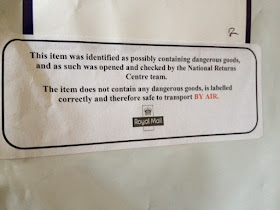 This item was identified as possibly containing dangerous goods,
and as such was opened and checked by the National Returns
Centre team.
The item does not contain any dangerous goods, is labelled
correctly and therefore safe to transport BY AIR.
Royal Mail